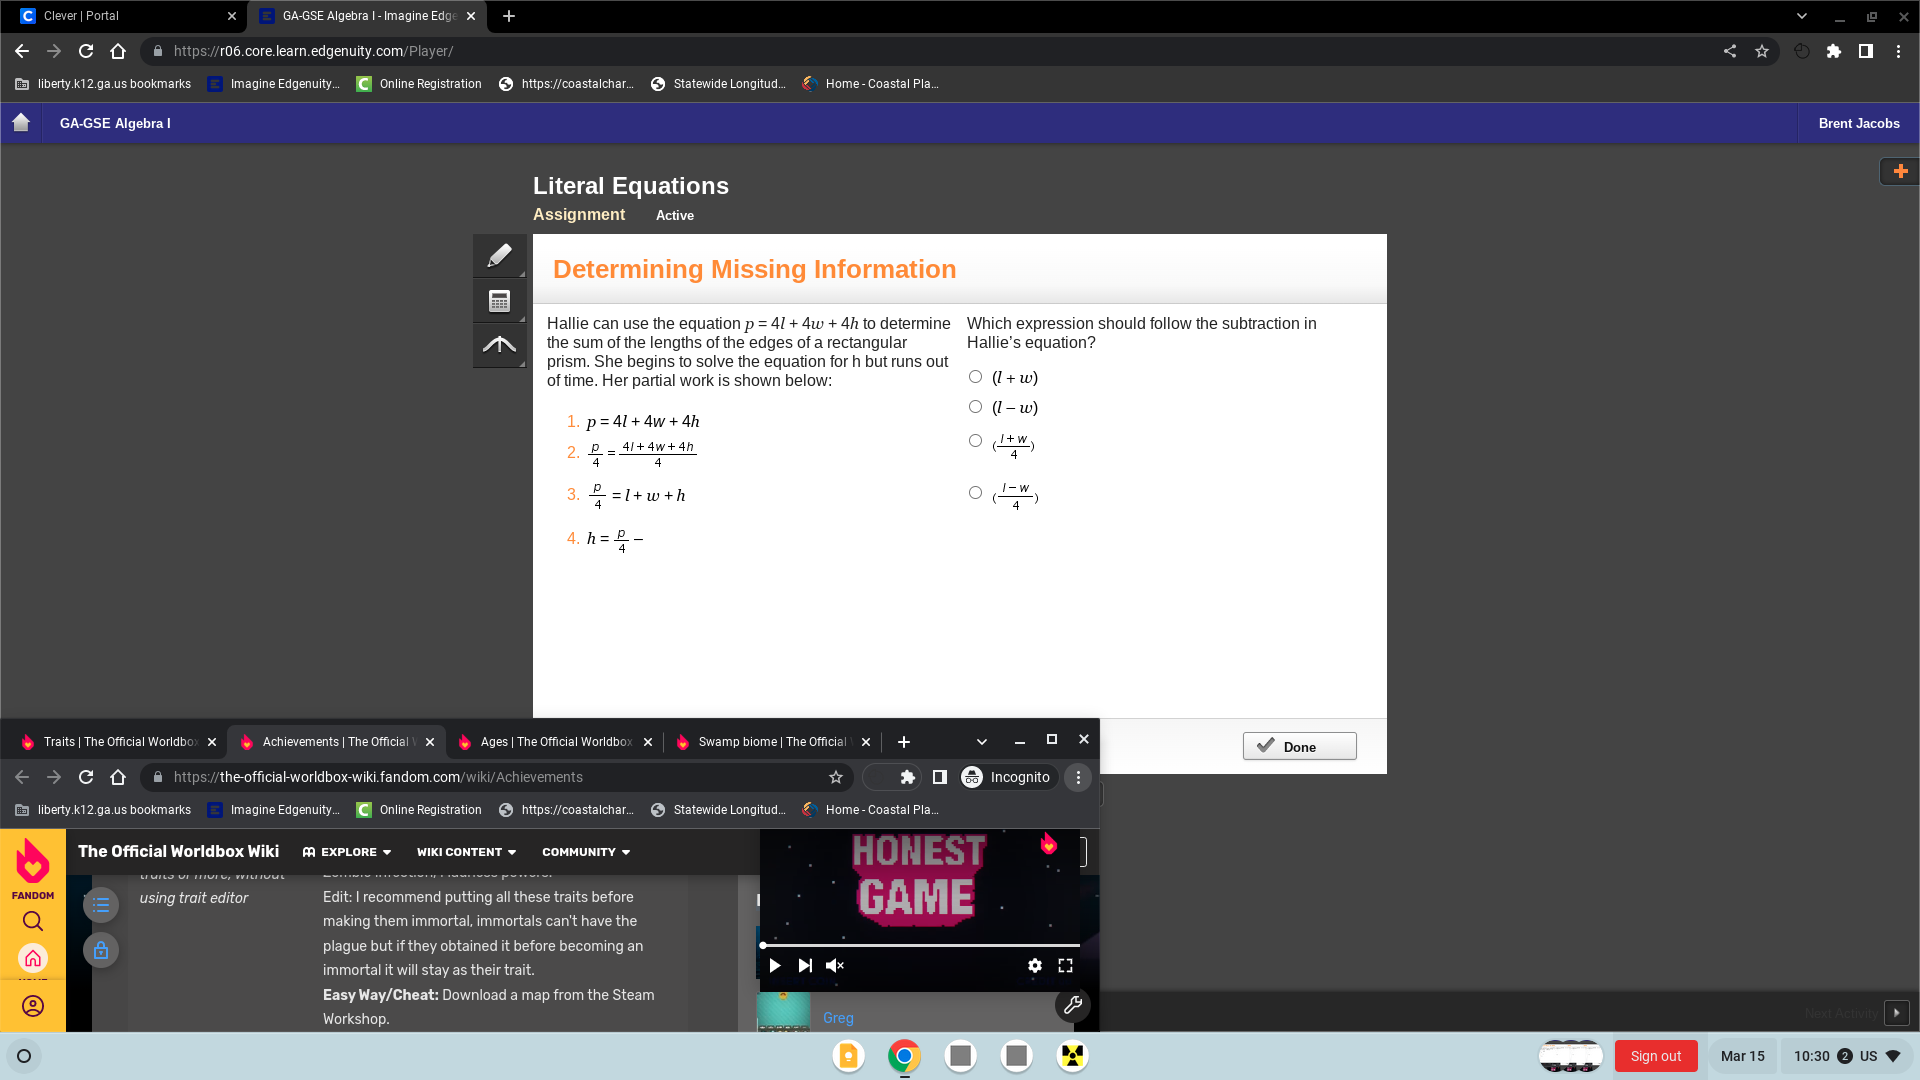 Clever | Portal
GA-GSE Algebra I - Imagine Edge
https://r06.core.learn.edgenuity.com/Player/
liberty.k12.ga.us bookmarks
Imagine Edgenuity...
Online Registration
https://coastalchar...
Statewide Longitud...
Home - Coastal Pla...
GA-GSE Algebra I
Brent Jacobs
Literal Equations
Assignment Active
Determining Missing Information
Hallie can use the equation p = 4l + 4w + 4h to determine
the sum of the lengths of the edges of a rectangular
prism. She begins to solve the equation for h but runs out
of time. Her partial work is shown below:
1. p = 4l + 4w + 4h
2. p/4 = (4l + 4w + 4h)/4
3. p/4 = l + w + h
4. h = p/4 –
Which expression should follow the subtraction in
Hallie’s equation?
(l + w)
(l – w)
((l + w)/4)
((l – w)/4)
Done
Traits | The Official Worldbox
Achievements | The Official
Ages | The Official Worldbox
Swamp biome | The Official
https://the-official-worldbox-wiki.fandom.com/wiki/Achievements
Incognito
liberty.k12.ga.us bookmarks
Imagine Edgenuity...
Online Registration
https://coastalchar...
Statewide Longitud...
Home - Coastal Pla...
FANDOM
The Official Worldbox Wiki
EXPLORE
WIKI CONTENT
COMMUNITY
traits or more, without
using trait editor
Zombie Infection, Madness powers.
Edit: I recommend putting all these traits before
making them immortal, immortals can't have the
plague but if they obtained it before becoming an
immortal it will stay as their trait.
Easy Way/Cheat: Download a map from the Steam
Workshop.
HONEST
GAME
Greg
Next Activity
Sign out
Mar 15
10:30
2
US